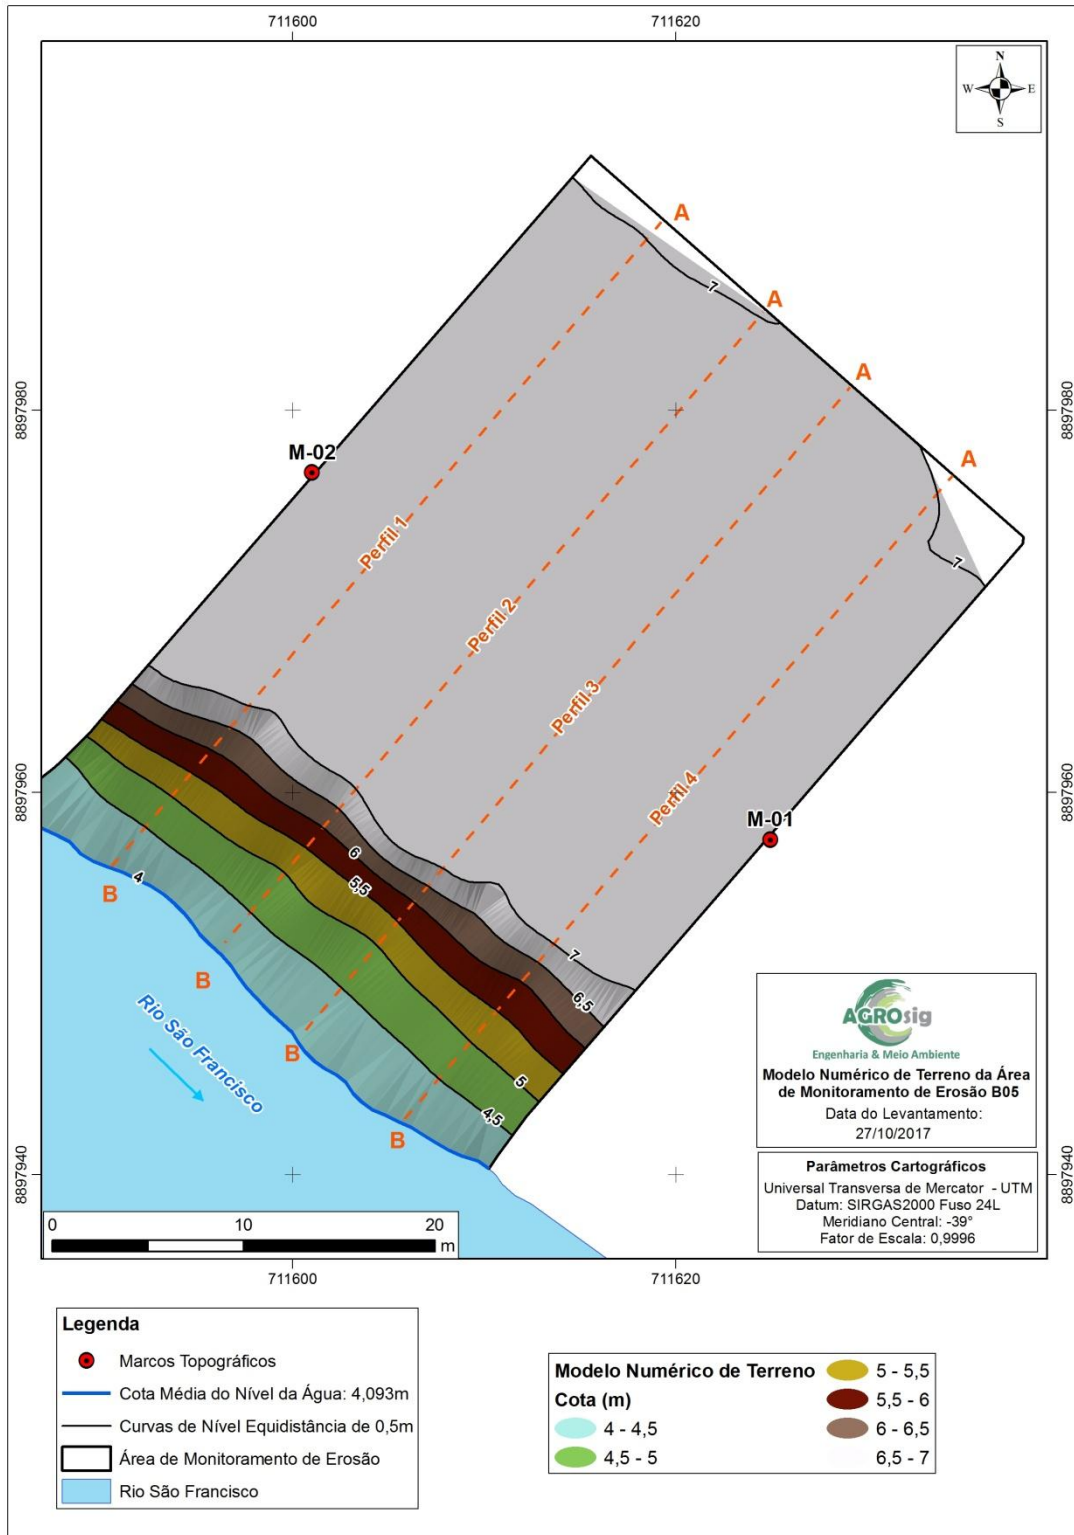 711600
711620
N
W
E
S
A
A
7
A
8897980
8897980
A
M-02
Perfil 1
7
Perfil 2
Perfil 3
Perfil 4
8897960
8897960
M-01
6
5,5
4
B
7
B
6,5
Rio São Francisco
B
5
4,5
B
8897940
8897940
AGROsig
Engenharia & Meio Ambiente
Modelo Numérico de Terreno da Área
de Monitoramento de Erosão B05
Data do Levantamento:
27/10/2017
Parâmetros Cartográficos
Universal Transversa de Mercator - UTM
Datum: SIRGAS2000 Fuso 24L
Meridiano Central: -39°
Fator de Escala: 0,9996
0 10 20
m
711600
711620
Legenda
Marcos Topográficos
Cota Média do Nível da Água: 4,093m
Curvas de Nível Equidistância de 0,5m
Área de Monitoramento de Erosão
Rio São Francisco
Modelo Numérico de Terreno
Cota (m)
4 - 4,5
4,5 - 5
5 - 5,5
5,5 - 6
6 - 6,5
6,5 - 7